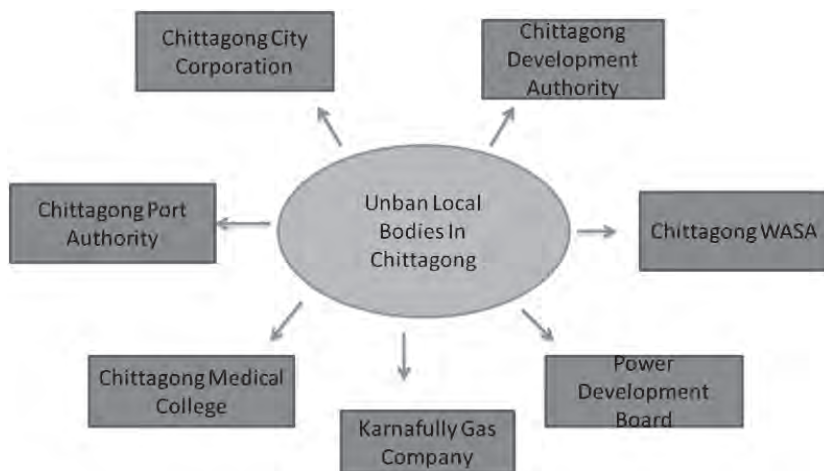 Chittagong City
Corporation
Chittagong
Development
Authority
Chittagong Port
Authority
Unban Local
Bodies In
Chittagong
Chittagong WASA
Chittagong Medical
College
Karnafully Gas
Company
Power
Development
Board